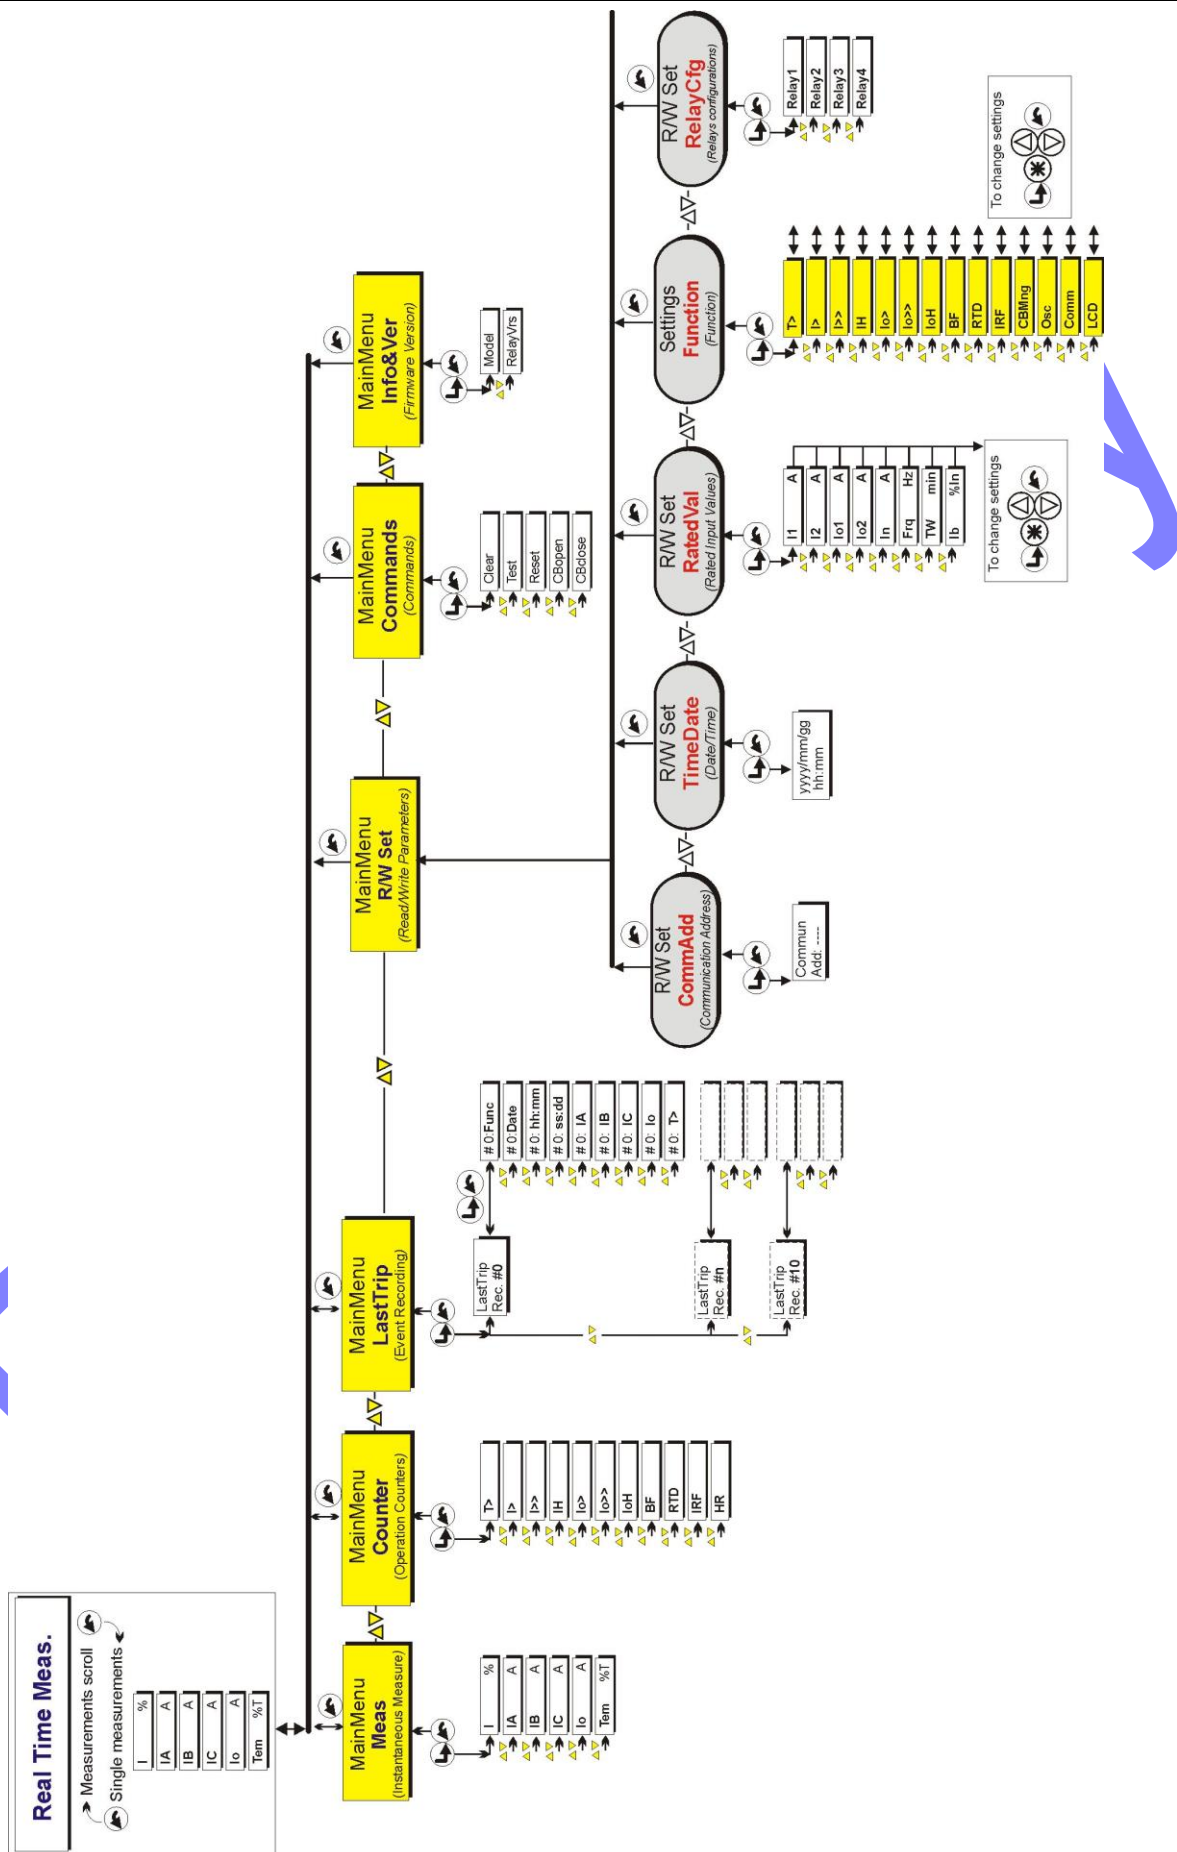 Real Time Meas.
Measurements scroll
Single measurements
I %
IA A
IB A
IC A
Io A
Tem %T
MainMenu
Meas
(Instantaneous Measure)
I %
IA A
IB A
IC A
Io A
Tem %T
MainMenu
Counter
(Operation Counters)
T>
I>
I>>
IH
Io>
Io>>
IoH
BF
RTD
IRF
HR
MainMenu
LastTrip
(Event Recording)
LastTrip
Rec. #0
# 0:Func
# 0:Date
# 0: hh:mm
# 0: ss:dd
# 0: IA
# 0: IB
# 0: IC
# 0: Io
# 0: T>
LastTrip
Rec. #n
LastTrip
Rec. #10
MainMenu
R/W Set
(Read/Write Parameters)
MainMenu
Commands
(Commands)
Clear
Test
Reset
CBopen
CBclose
MainMenu
Info&Ver
(Firmware Version)
Model
RelayVrs
R/W Set
CommAdd
(Communication Address)
Commun
Add: ----
R/W Set
TimeDate
(Date/Time)
yyyy/mm/gg
hh:mm
R/W Set
RatedVal
(Rated Input Values)
I1 A
I2 A
Io1 A
Io2 A
In A
Frq Hz
TW min
Ib %In
To change settings
Settings
Function
(Function)
T>
I>
I>>
IH
Io>
Io>>
IoH
BF
RTD
IRF
CBMng
Osc
Comm
LCD
To change settings
R/W Set
RelayCfg
(Relays configurations)
Relay1
Relay2
Relay3
Relay4
y